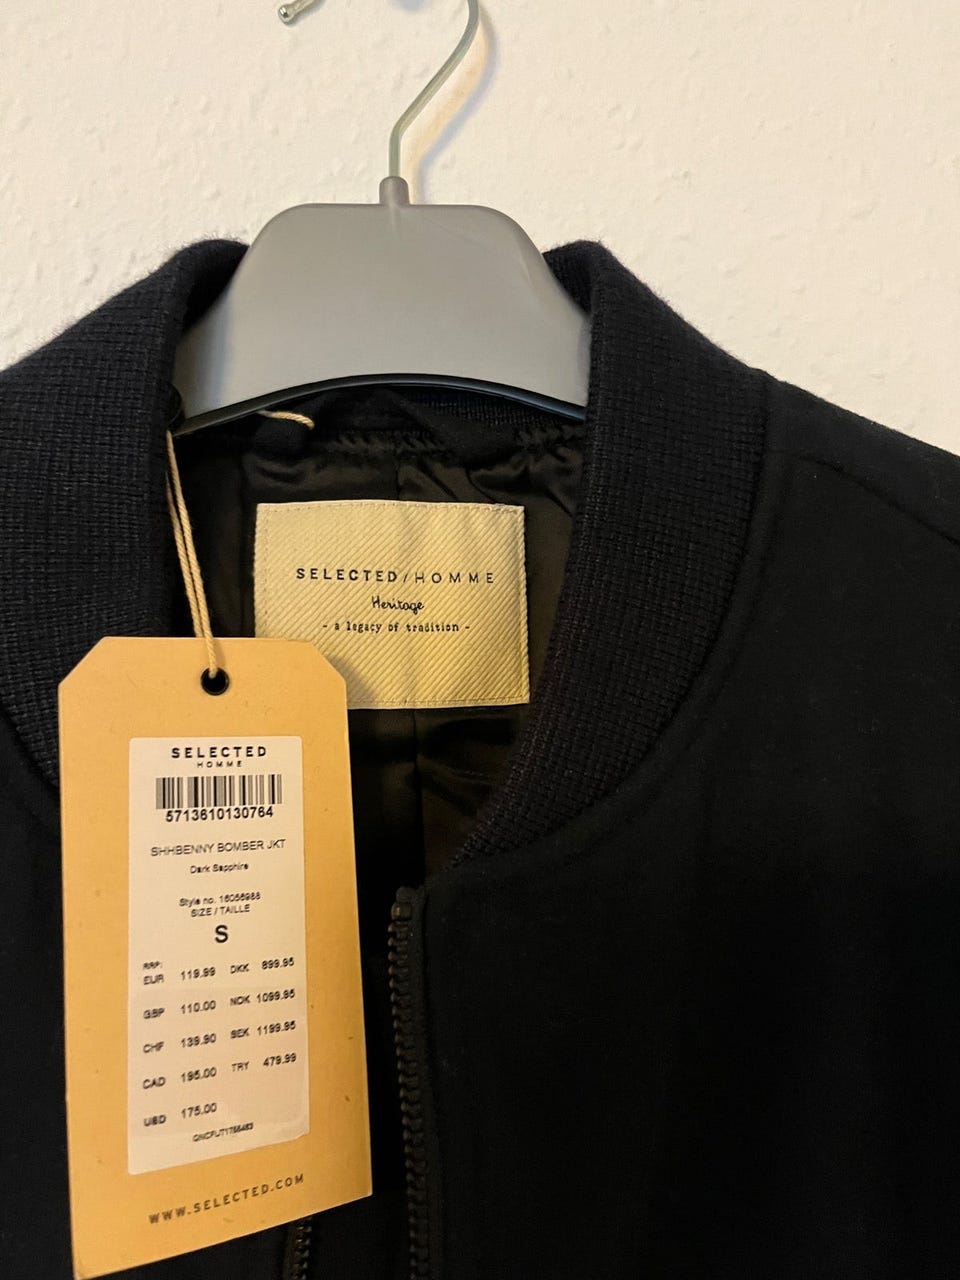 SELECTED/HOMME
Heritage
- a legacy of tradition -
SELECTED
HOMME
5713610130764
SHHBENNY BOMBER JKT
Dark Sapphire
Style no. 16056988
SIZE / TAILLE
S
RRP:
EUR 119.99 DKK 899.95
GBP 110.00 NOK 1099.95
CHF 139.90 SEK 1199.95
CAD 195.00 TRY 479.99
USD 175.00
WWW.SELECTED.COM